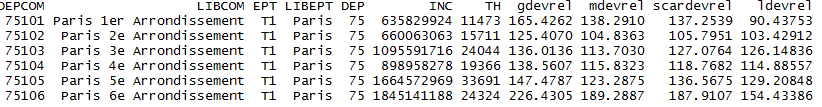 DEPCOM LIBCOM EPT LIBEPT DEP INC TH gdevrel mdevrel scardevrel ldevrel
75101 Paris 1er Arrondissement T1 Paris 75 635829924 11473 165.4262 138.2910 137.2539 90.43753
75102 Paris 2e Arrondissement T1 Paris 75 660063063 15711 125.4070 104.8363 105.7951 103.42912
75103 Paris 3e Arrondissement T1 Paris 75 1095591716 24044 136.0136 113.7030 127.0764 126.14836
75104 Paris 4e Arrondissement T1 Paris 75 898958278 19366 138.5607 115.8323 118.7682 114.88557
75105 Paris 5e Arrondissement T1 Paris 75 1664572969 33691 147.4787 123.2875 136.5675 129.20848
75106 Paris 6e Arrondissement T1 Paris 75 1845141188 24324 226.4305 189.2887 187.9107 154.43386